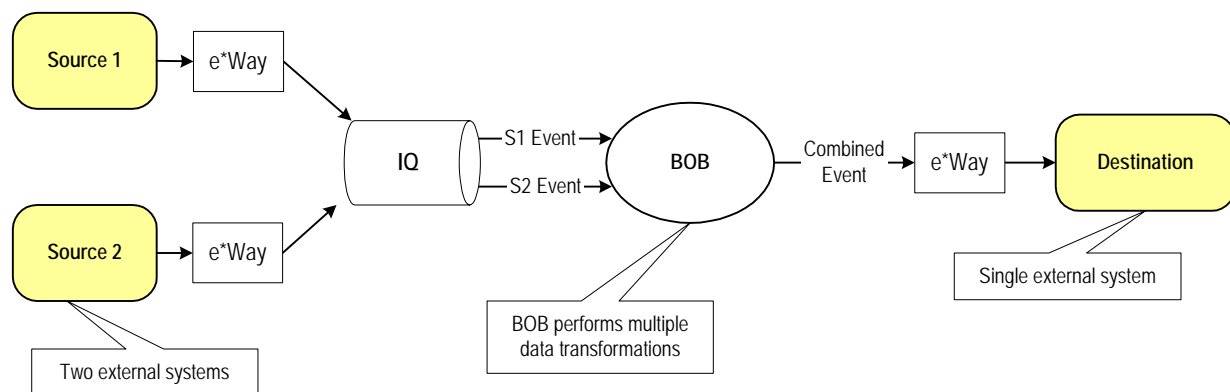 Source 1
e*Way
IQ
S1 Event
S2 Event
BOB
Combined
Event
e*Way
Destination
Source 2
e*Way
Single external system
BOB performs multiple
data transformations
Two external systems